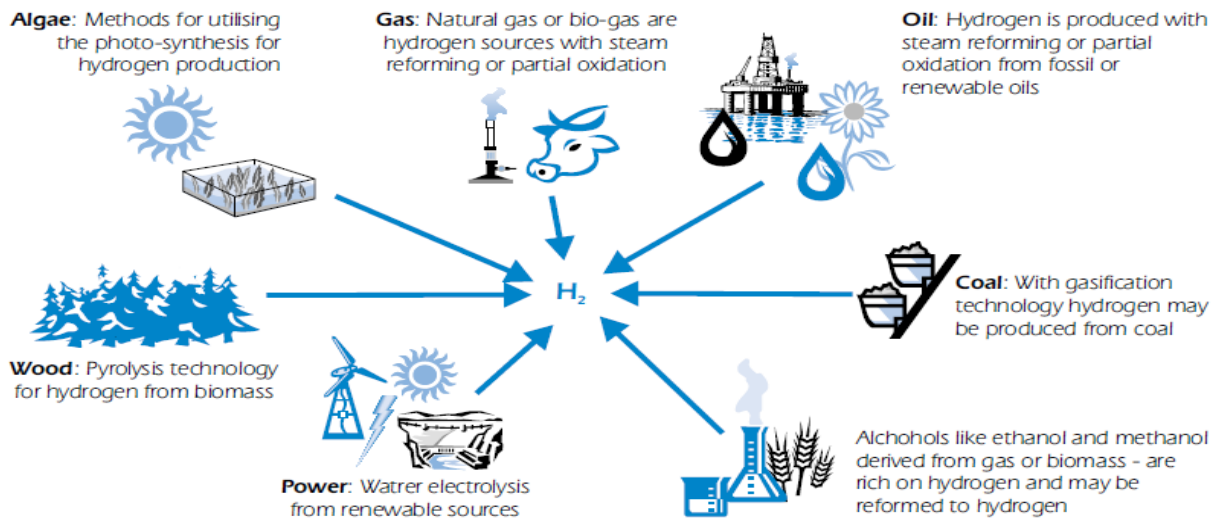 Algae: Methods for utilising
the photo-synthesis for
hydrogen production
Gas: Natural gas or bio-gas are
hydrogen sources with steam
reforming or partial oxidation
Oil: Hydrogen is produced with
steam reforming or partial
oxidation from fossil or
renewable oils
H₂
Coal: With gasification
technology hydrogen may
be produced from coal
Wood: Pyrolysis technology
for hydrogen from biomass
Power: Watrer electrolysis
from renewable sources
Alchohols like ethanol and methanol
derived from gas or biomass - are
rich on hydrogen and may be
reformed to hydrogen